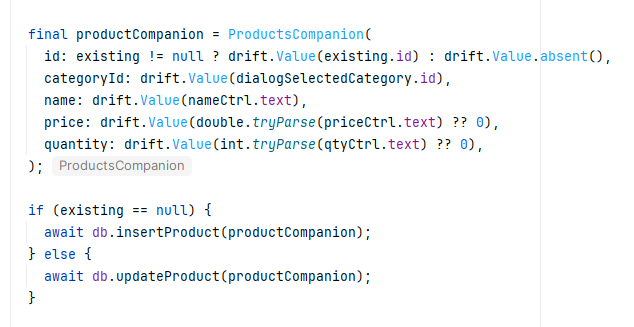 final productCompanion = ProductsCompanion(
  id: existing != null ? drift.Value(existing.id) : drift.Value.absent(),
  categoryId: drift.Value(dialogSelectedCategory.id),
  name: drift.Value(nameCtrl.text),
  price: drift.Value(double.tryParse(priceCtrl.text) ?? 0),
  quantity: drift.Value(int.tryParse(qtyCtrl.text) ?? 0),
); ProductsCompanion
if (existing == null) {
  await db.insertProduct(productCompanion);
} else {
  await db.updateProduct(productCompanion);
}